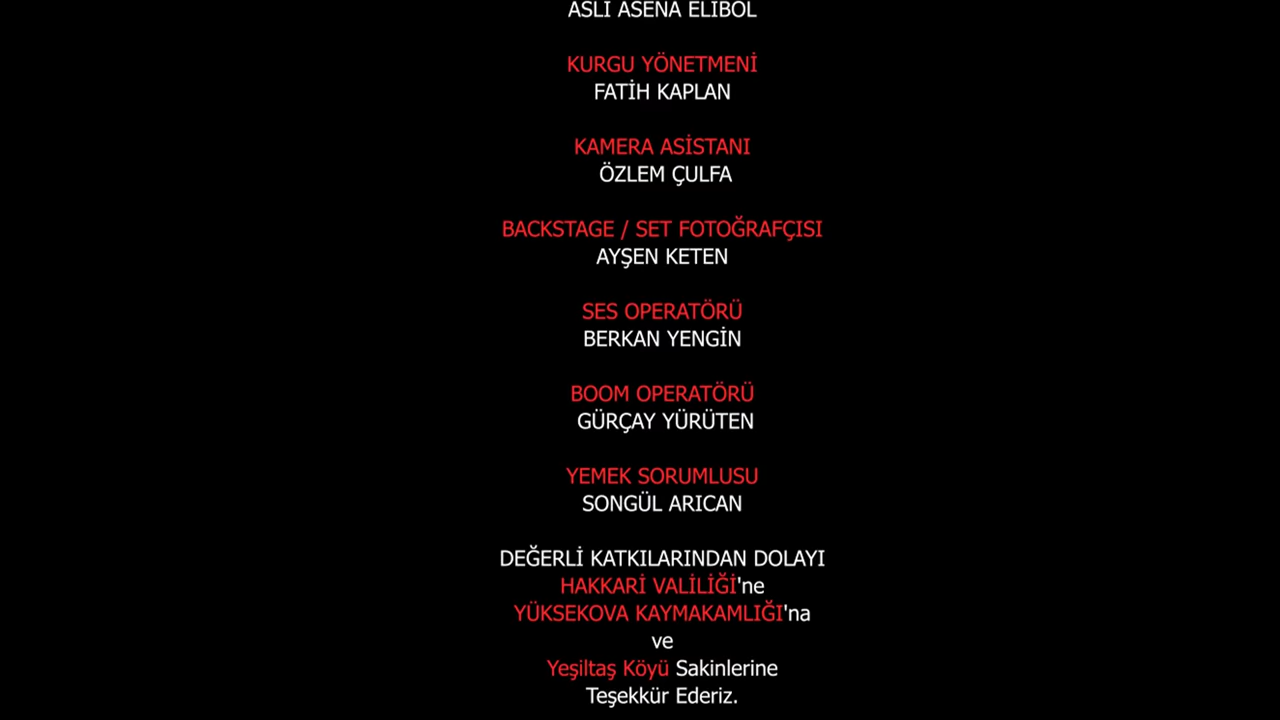 ASLI ASENA ELİBOL
KURGU YÖNETMENİ
FATİH KAPLAN
KAMERA ASİSTANI
ÖZLEM ÇULFA
BACKSTAGE / SET FOTOĞRAFÇISI
AYŞEN KETEN
SES OPERATÖRÜ
BERKAN YENGİN
BOOM OPERATÖRÜ
GÜRÇAY YÜRÜTEN
YEMEK SORUMLUSU
SONGÜL ARICAN
DEĞERLİ KATKILARINDAN DOLAYI
HAKKARİ VALİLİĞİ'ne
YÜKSEKOVA KAYMAKAMLIĞI'na
ve
Yeşiltaş Köyü Sakinlerine
Teşekkür Ederiz.